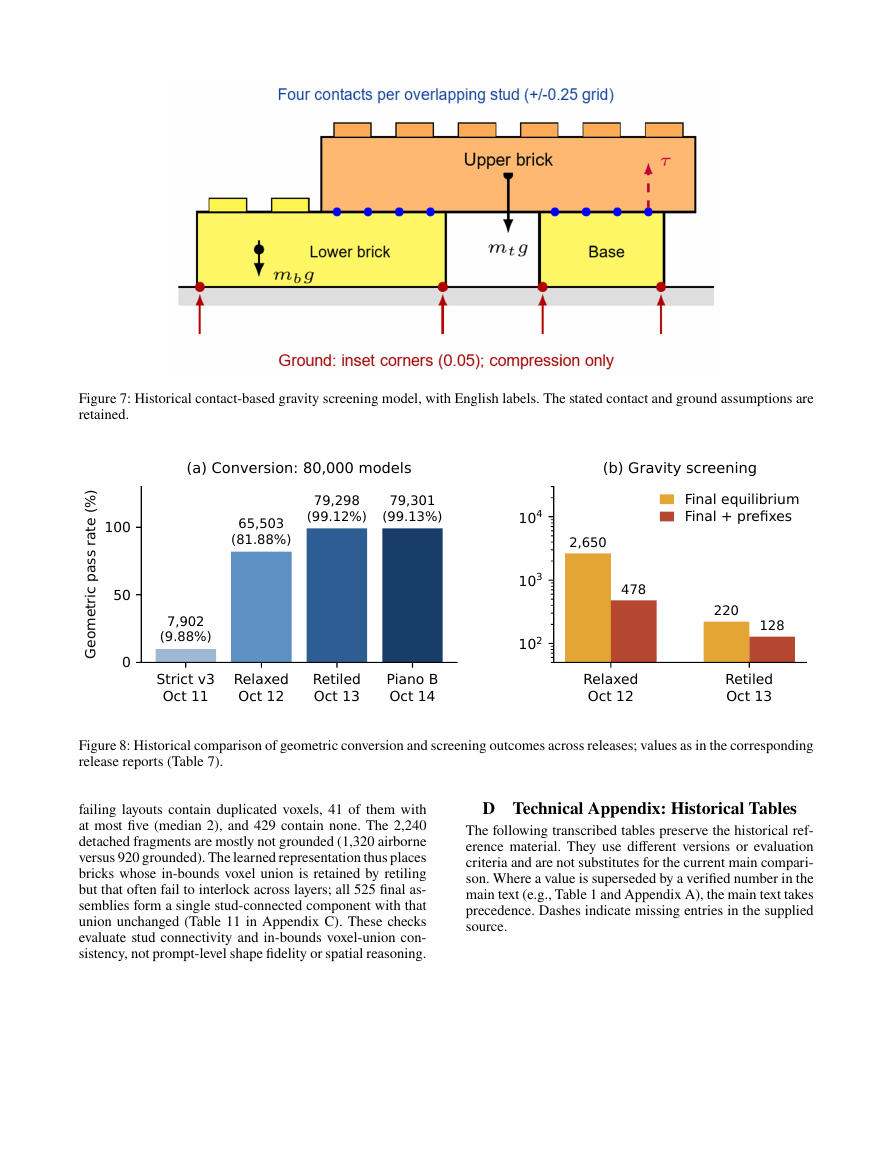 Four contacts per overlapping stud (+/-0.25 grid)
Upper brick
τ
Lower brick
m_t g
Base
m_b g
Ground: inset corners (0.05); compression only
Figure 7: Historical contact-based gravity screening model, with English labels. The stated contact and ground assumptions are
retained.
(a) Conversion: 80,000 models
Geometric pass rate (%)
100
50
0
7,902
(9.88%)
65,503
(81.88%)
79,298
(99.12%)
79,301
(99.13%)
Strict v3
Oct 11
Relaxed
Oct 12
Retiled
Oct 13
Piano B
Oct 14
(b) Gravity screening
Final equilibrium
Final + prefixes
10⁴
10³
10²
2,650
478
220
128
Relaxed
Oct 12
Retiled
Oct 13
Figure 8: Historical comparison of geometric conversion and screening outcomes across releases; values as in the corresponding
release reports (Table 7).
failing layouts contain duplicated voxels, 41 of them with
at most five (median 2), and 429 contain none. The 2,240
detached fragments are mostly not grounded (1,320 airborne
versus 920 grounded). The learned representation thus places
bricks whose in-bounds voxel union is retained by retiling
but that often fail to interlock across layers; all 525 final as-
semblies form a single stud-connected component with that
union unchanged (Table 11 in Appendix C). These checks
evaluate stud connectivity and in-bounds voxel-union con-
sistency, not prompt-level shape fidelity or spatial reasoning.
D Technical Appendix: Historical Tables
The following transcribed tables preserve the historical ref-
erence material. They use different versions or evaluation
criteria and are not substitutes for the current main compari-
son. Where a value is superseded by a verified number in the
main text (e.g., Table 1 and Appendix A), the main text takes
precedence. Dashes indicate missing entries in the supplied
source.